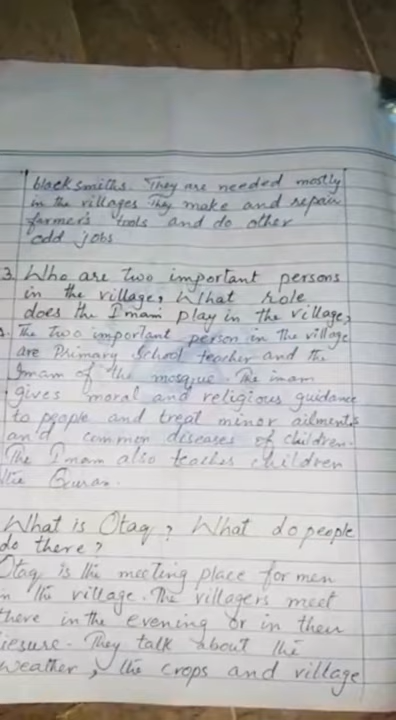 blacksmiths. They are needed mostly
in the villages They make and repair
farmer's tools and do other
odd jobs
3. Who are two important persons
in the village, What role
does the Imam play in the village,
s. The two important person in the village
are Primary School teacher and the
Imam of the mosque. The imam
gives moral and religious guidance
to people and treat minor ailments
and common diseases of children.
The Imam also teaches children
the Quran.
What is Otaq? What do people
do there?
Otaq is the meeting place for men
in the village. The villagers meet
there in the evening or in their
liesure. They talk about the
weather, the crops and village